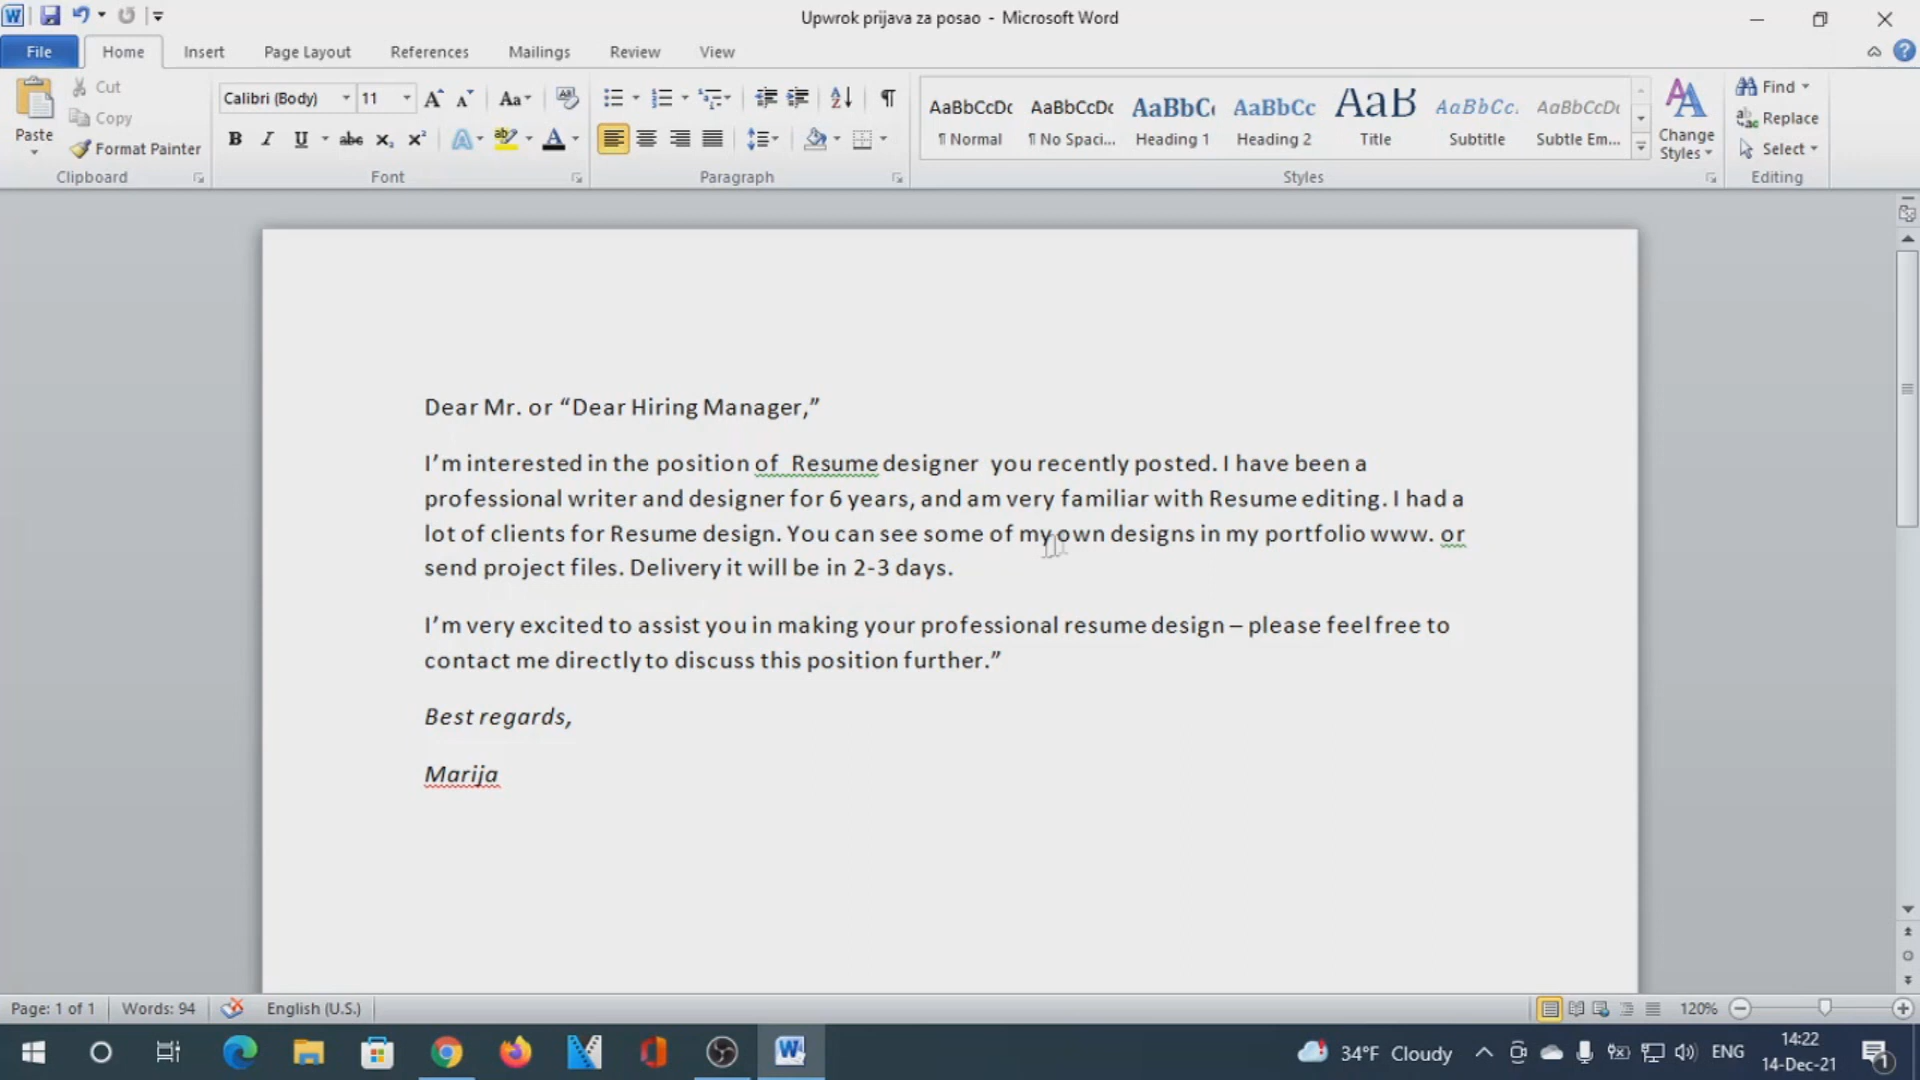 Upwrok prijava za posao - Microsoft Word
File Home Insert Page Layout References Mailings Review View
Paste
Cut
Copy
Format Painter
Clipboard
Calibri (Body) 11
Font
Paragraph
AaBbCcDc AaBbCcDc AaBbC AaBbCc AaB AaBbCc. AaBbCcDc
¶ Normal ¶ No Spaci... Heading 1 Heading 2 Title Subtitle Subtle Em...
Styles
Change
Styles
Find
Replace
Select
Editing
Dear Mr. or “Dear Hiring Manager,”
I’m interested in the position of  Resume designer  you recently posted. I have been a
professional writer and designer for 6 years, and am very familiar with Resume editing. I had a
lot of clients for Resume design. You can see some of my own designs in my portfolio www. or
send project files. Delivery it will be in 2-3 days.
I’m very excited to assist you in making your professional resume design – please feel free to
contact me directly to discuss this position further.”
Best regards,
Marija
Page: 1 of 1 Words: 94 English (U.S.) 120%
34°F Cloudy ENG
14:22
14-Dec-21